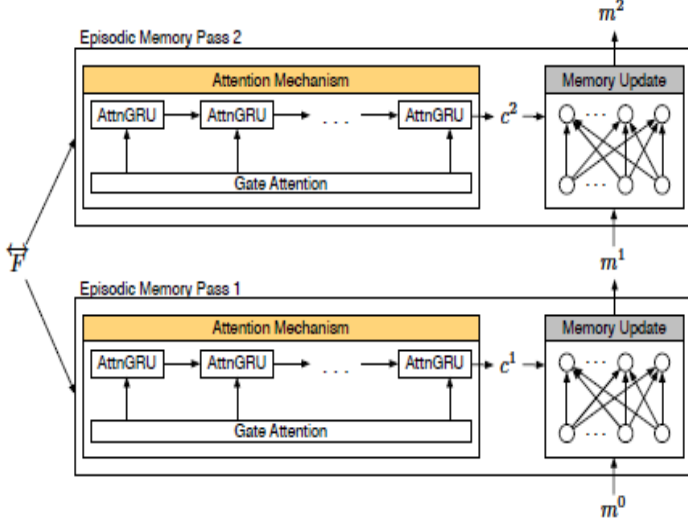 m²
Episodic Memory Pass 2
Attention Mechanism
Memory Update
AttnGRU AttnGRU . . . AttnGRU c² ...
Gate Attention ...
F⃡
m¹
Episodic Memory Pass 1
Attention Mechanism
Memory Update
AttnGRU AttnGRU . . . AttnGRU c¹ ...
Gate Attention ...
m⁰